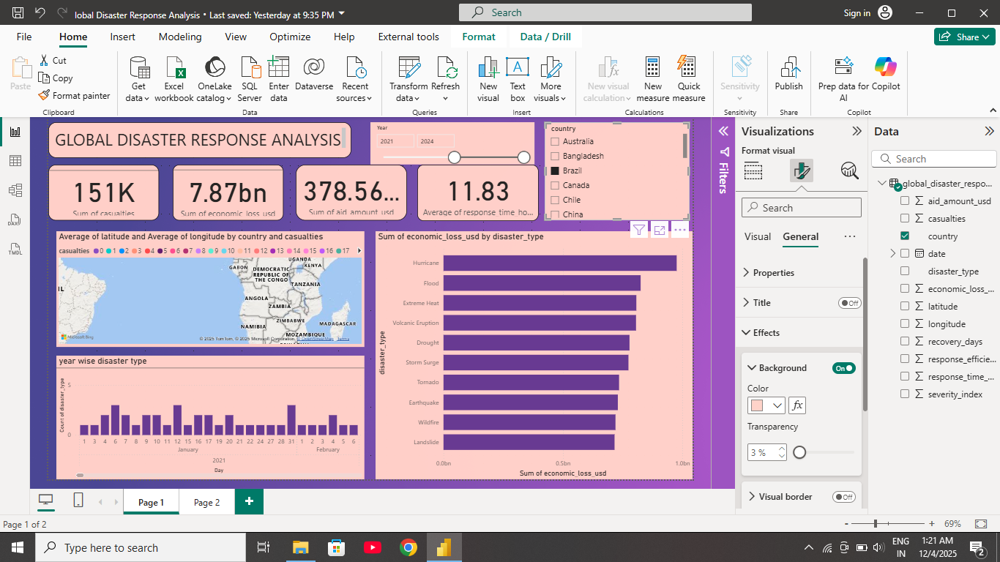 lobal Disaster Response Analysis • Last saved: Yesterday at 9:35 PM
Search
Sign in
File Home Insert Modeling View Optimize Help External tools Format Data / Drill
Share
Paste
Cut
Copy
Format painter
Clipboard
Get data
Excel workbook
OneLake catalog
SQL Server
Enter data
Dataverse
Recent sources
Data
Transform data
Refresh
Queries
New visual
Text box
More visuals
Insert
New visual calculation
New measure
Quick measure
Calculations
Sensitivity
Sensitivity
Publish
Share
Prep data for AI
Copilot
Copilot
DAX
TMDL
GLOBAL DISASTER RESPONSE ANALYSIS
Year
2021
2024
country
Australia
Bangladesh
Brazil
Canada
Chile
China
151K
Sum of casualties
7.87bn
Sum of economic_loss_usd
378.56...
Sum of aid_amount_usd
11.83
Average of response_time_ho...
Average of latitude and Average of longitude by country and casualties
casualties 0 1 2 3 4 5 6 7 8 9 10 11 12 13 14 15 16 17
IL
GABON
DEMOCRATIC REPUBLIC OF THE CONGO
UGANDA
KENYA
TANZANIA
ANGOLA
ZAMBIA
ZIMBABWE
NAMIBIA
MADAGASCAR
MOZAMBIQUE
Microsoft Bing
© 2025 TomTom, © 2025 Microsoft Corporation, © OpenStreetMap Terms
year wise disaster type
Count of disaster_type
5
0
1 3 4 6 7 8 9 10 11 12 15 16 17 19 20 21 22 24 27 28 31 1 2 3 4 5 6
January
February
2021
Day
Sum of economic_loss_usd by disaster_type
disaster_type
Hurricane
Flood
Extreme Heat
Volcanic Eruption
Drought
Storm Surge
Tornado
Earthquake
Wildfire
Landslide
0.0bn
0.5bn
1.0bn
Sum of economic_loss_usd
Filters
Visualizations
Format visual
Search
Visual
General
Properties
Title
Off
Effects
Background
On
Color
fx
Transparency
3 %
Visual border
Off
Data
Search
global_disaster_respo...
aid_amount_usd
casualties
country
date
disaster_type
economic_loss_...
latitude
longitude
recovery_days
response_efficie...
response_time_...
severity_index
Page 1
Page 2
Page 1 of 2
69%
Type here to search
ENG
IN
1:21 AM
12/4/2025
2